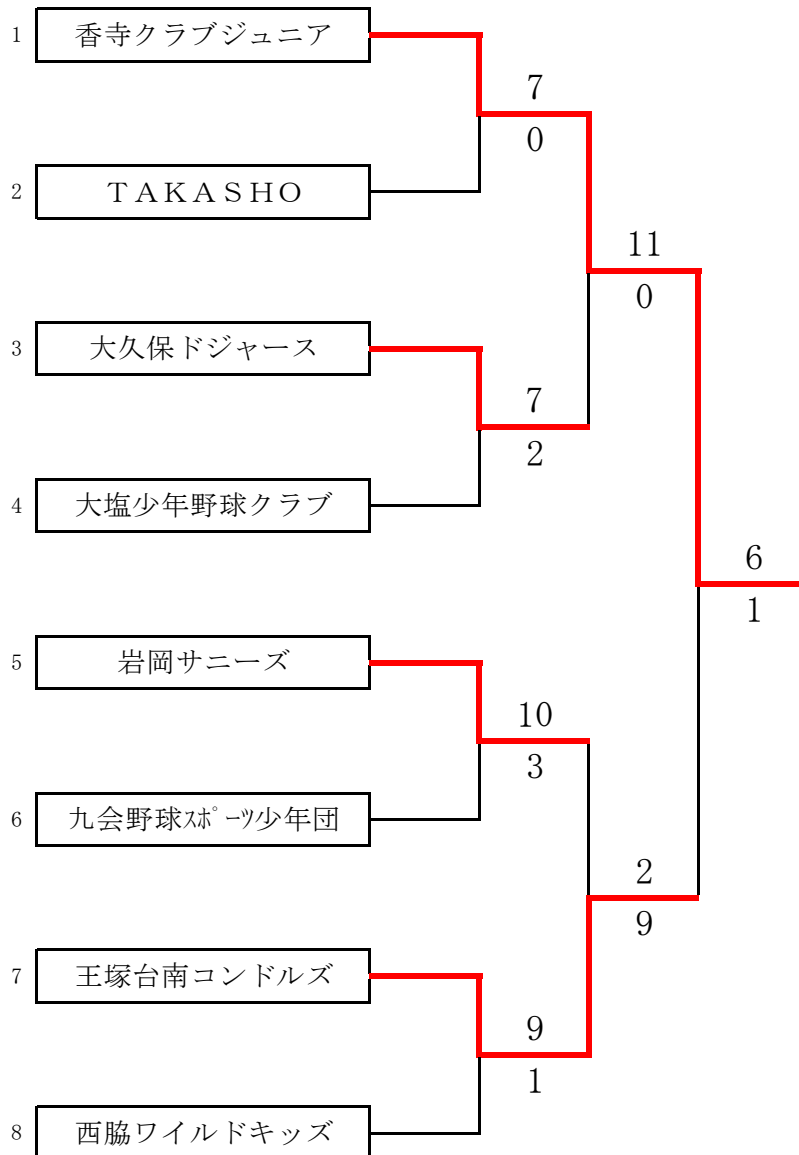 1 香寺クラブジュニア
7
0
2 ＴＡＫＡＳＨＯ
11
0
3 大久保ドジャース
7
2
4 大塩少年野球クラブ
6
1
5 岩岡サニーズ
10
3
6 九会野球ｽﾎﾟｰﾂ少年団
2
9
7 王塚台南コンドルズ
9
1
8 西脇ワイルドキッズ